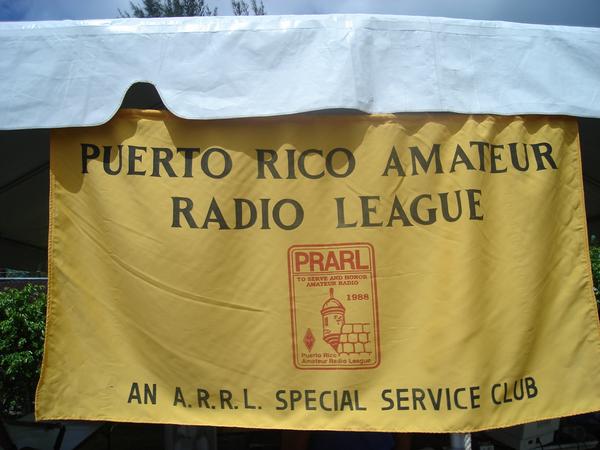 PUERTO RICO AMATEUR
RADIO LEAGUE
PRARL
TO SERVE AND HONOR
AMATEUR RADIO
1988
Puerto Rico
Amateur Radio League
AN A.R.R.L. SPECIAL SERVICE CLUB